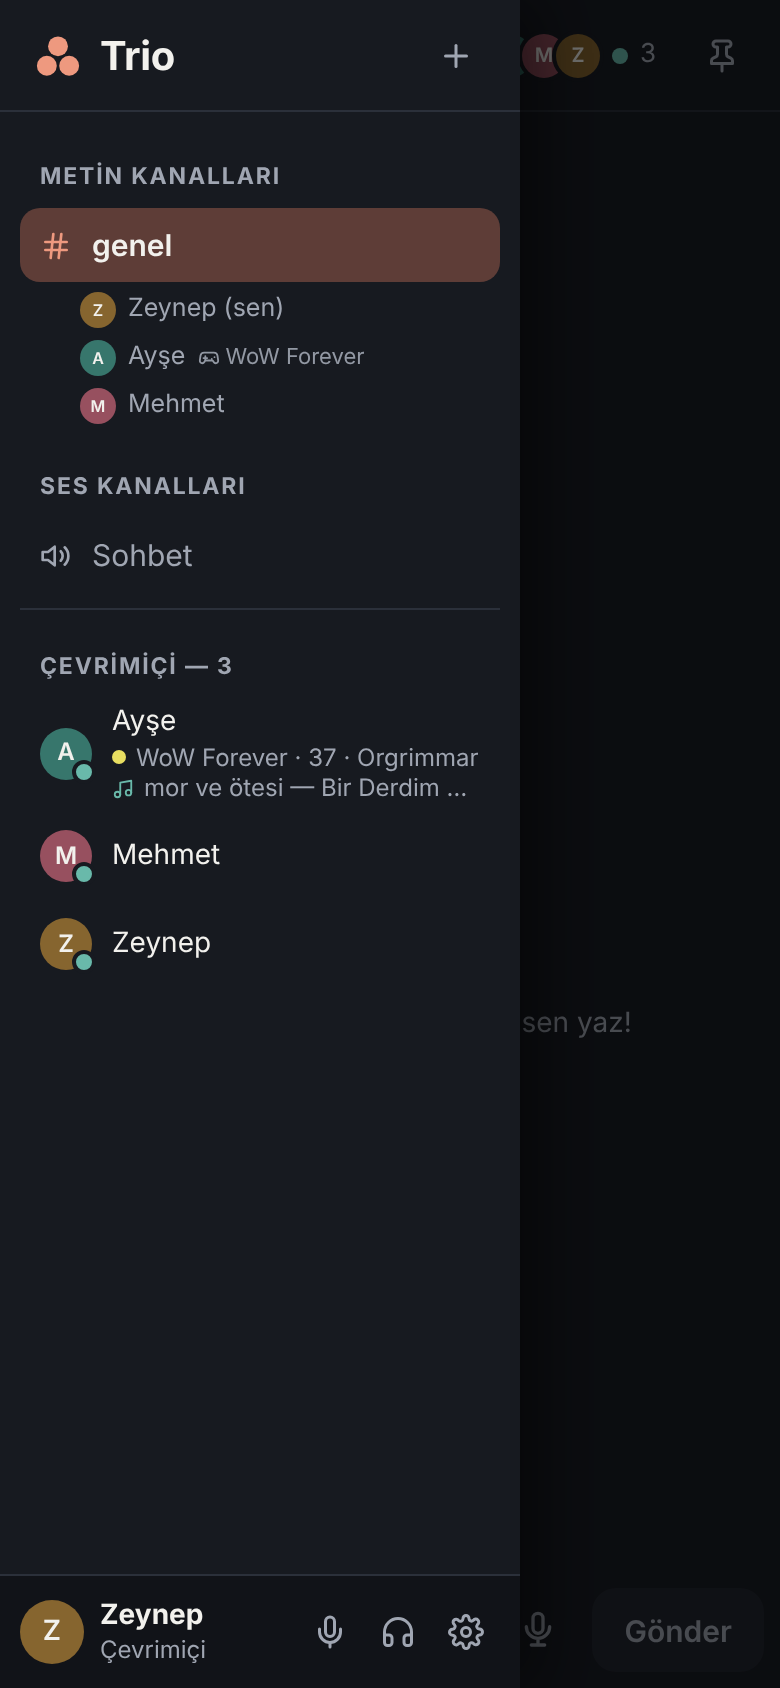 Trio
M Z 3
METİN KANALLARI
genel
Z Zeynep (sen)
A Ayşe WoW Forever
M Mehmet
SES KANALLARI
Sohbet
ÇEVRİMİÇİ — 3
Ayşe
A WoW Forever · 37 · Orgrimmar
mor ve ötesi — Bir Derdim ...
M Mehmet
Z Zeynep
sen yaz!
Z Zeynep
Çevrimiçi
Gönder